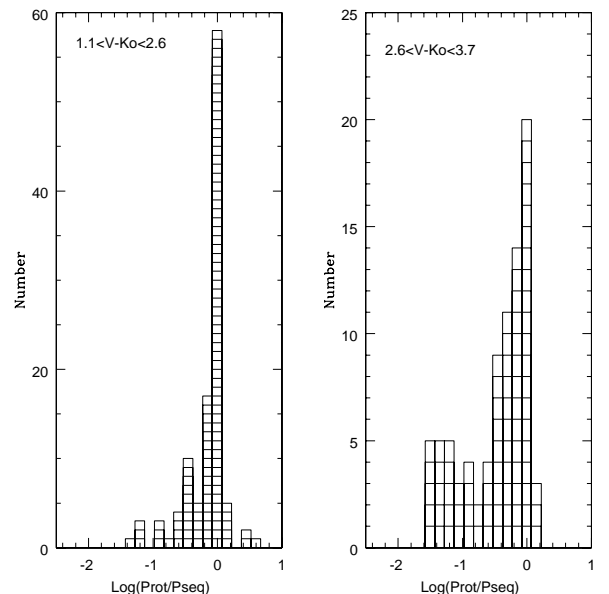 1.1<V-Ko<2.6
60
40
20
0
Number
-2 -1 0 1
Log(Prot/Pseq)
2.6<V-Ko<3.7
25
20
15
10
5
0
Number
-2 -1 0 1
Log(Prot/Pseq)